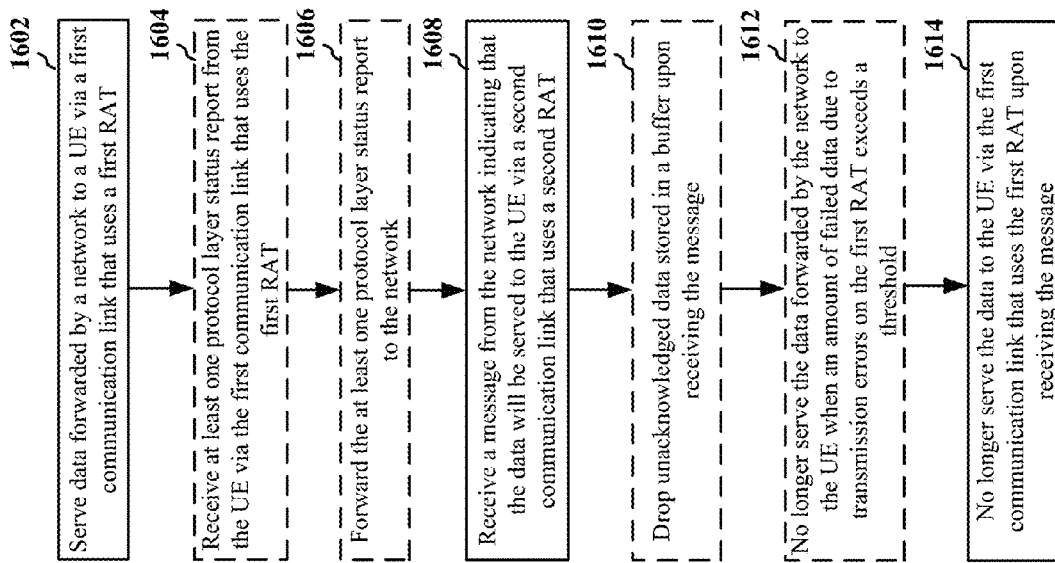 1602
Serve data forwarded by a network to a UE via a first
communication link that uses a first RAT
1604
Receive at least one protocol layer status report from
the UE via the first communication link that uses the
first RAT
1606
Forward the at least one protocol layer status report
to the network
1608
Receive a message from the network indicating that
the data will be served to the UE via a second
communication link that uses a second RAT
1610
Drop unacknowledged data stored in a buffer upon
receiving the message
1612
No longer serve the data forwarded by the network to
the UE when an amount of failed data due to
transmission errors on the first RAT exceeds a
threshold
1614
No longer serve the data to the UE via the first
communication link that uses the first RAT upon
receiving the message